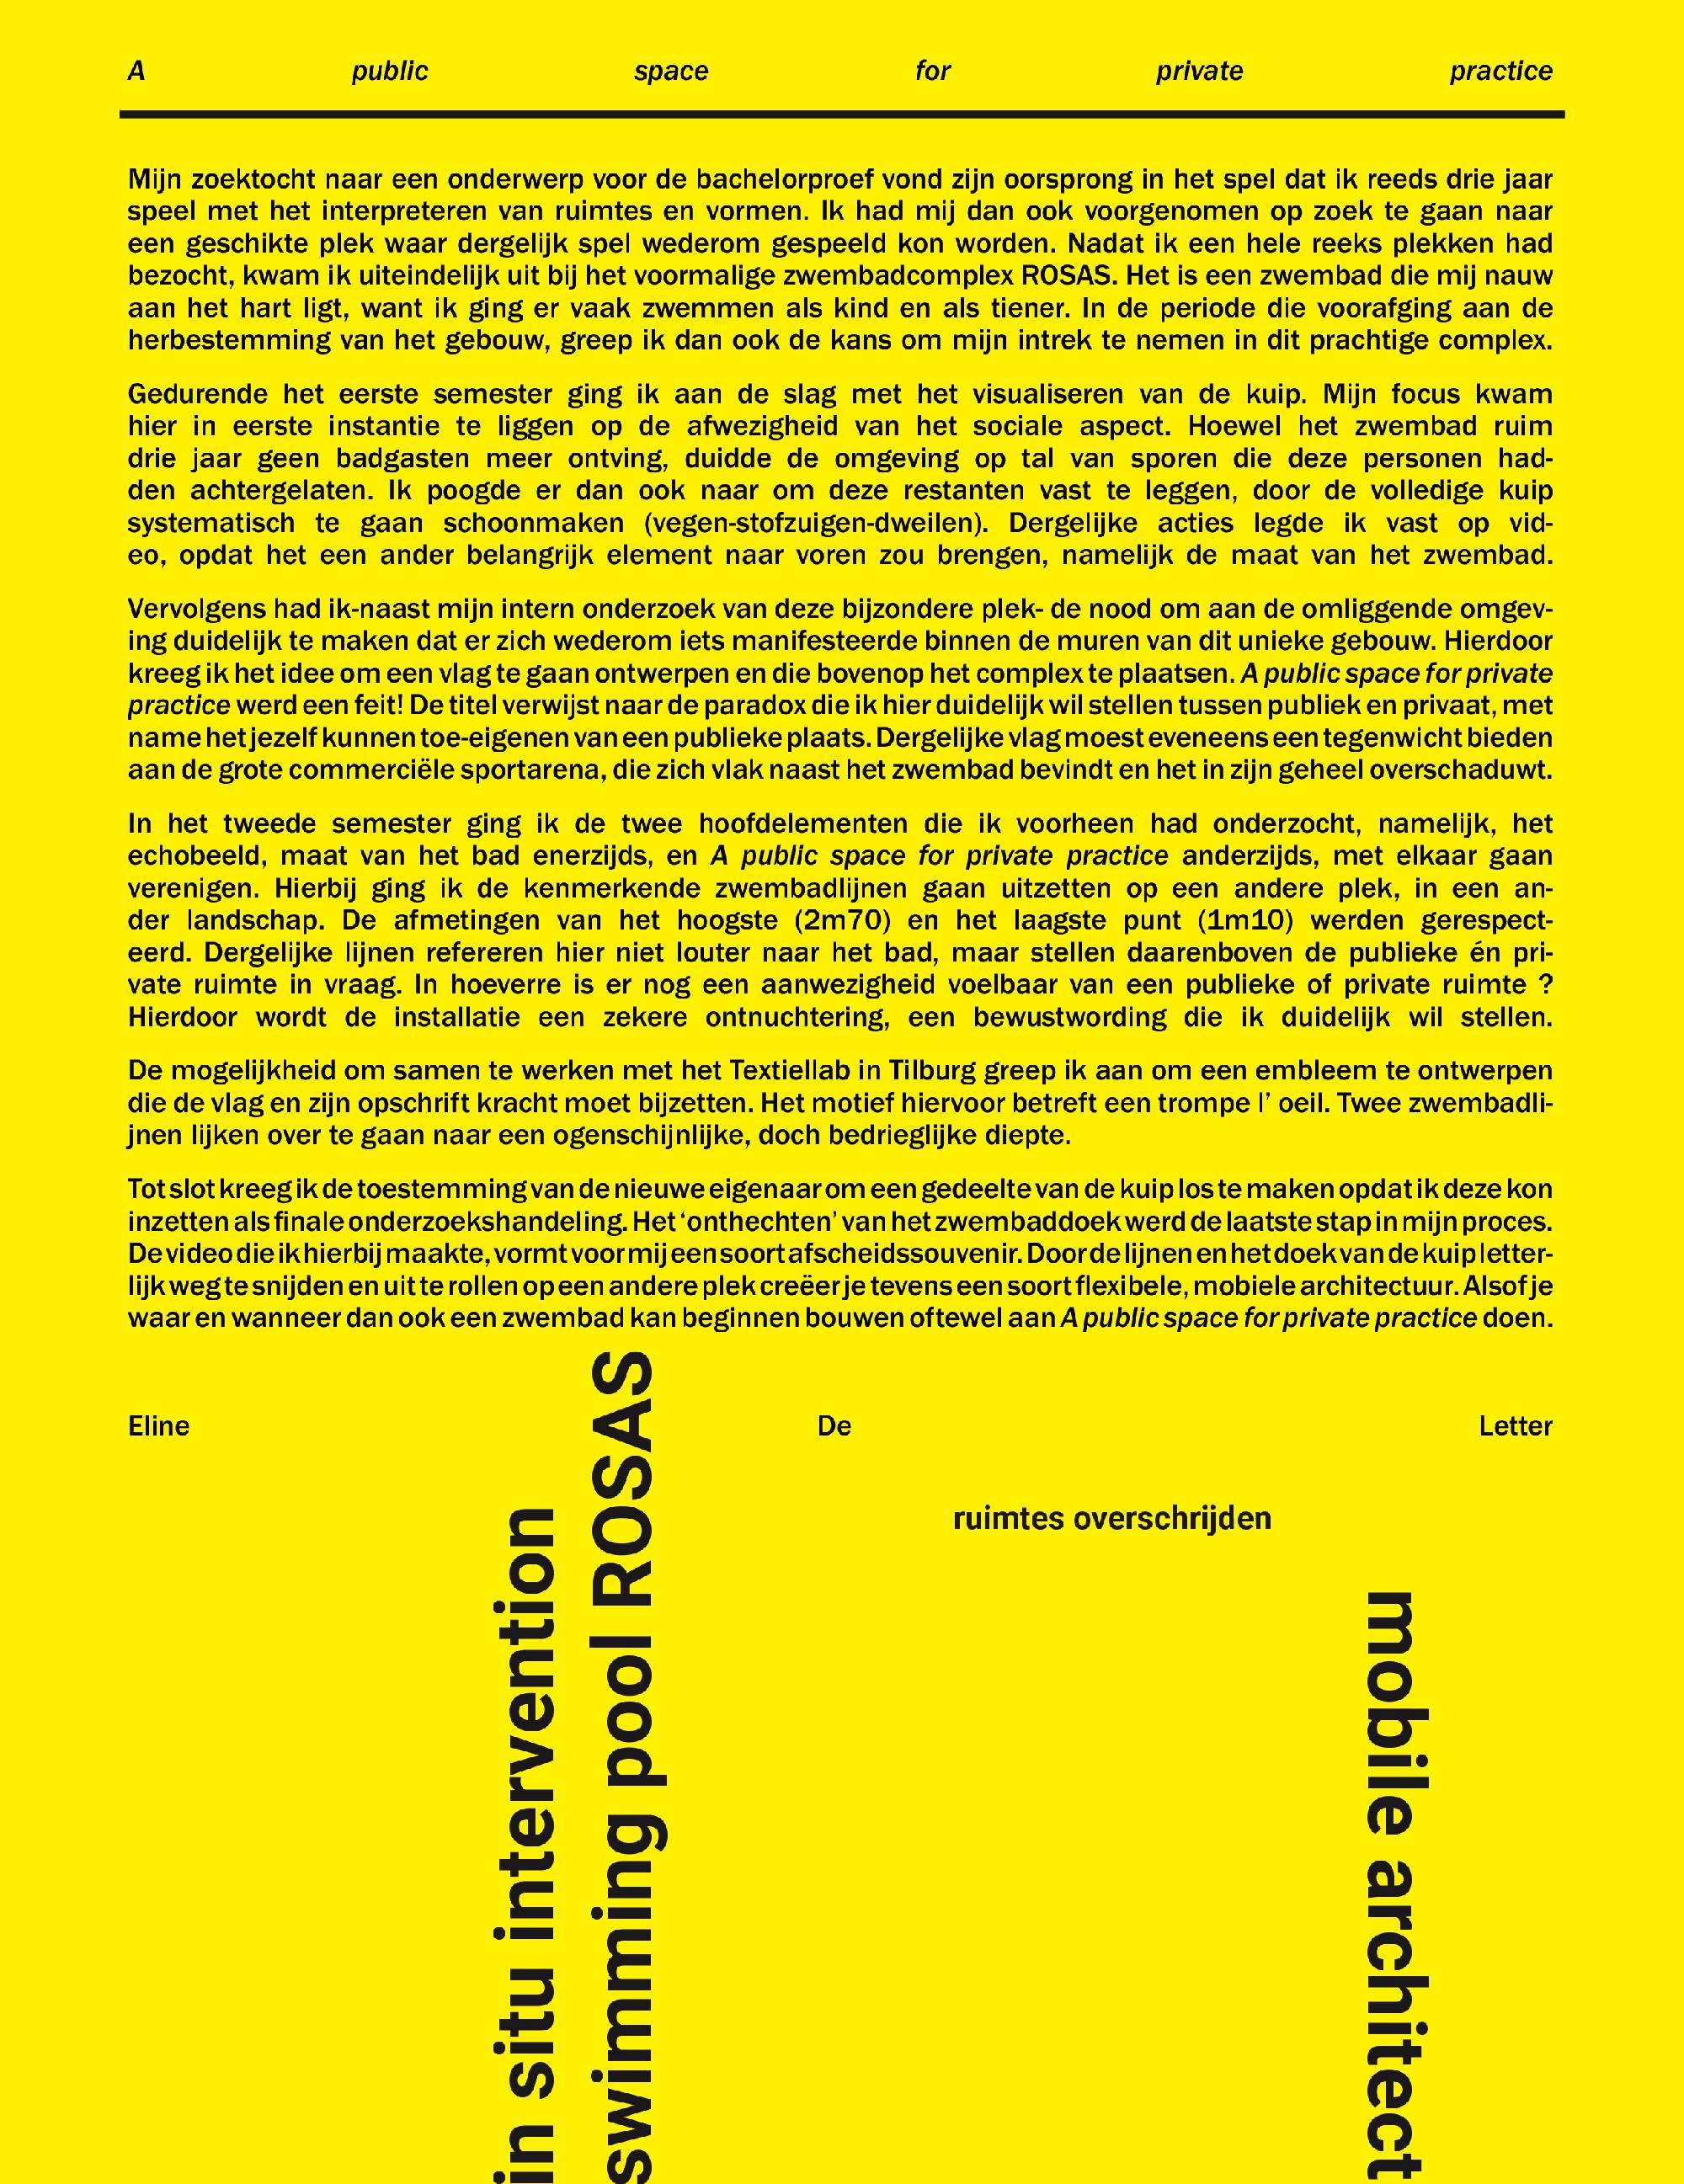 A public space for private practice
Mijn zoektocht naar een onderwerp voor de bachelorproef vond zijn oorsprong in het spel dat ik reeds drie jaar
speel met het interpreteren van ruimtes en vormen. Ik had mij dan ook voorgenomen op zoek te gaan naar
een geschikte plek waar dergelijk spel wederom gespeeld kon worden. Nadat ik een hele reeks plekken had
bezocht, kwam ik uiteindelijk uit bij het voormalige zwembadcomplex ROSAS. Het is een zwembad die mij nauw
aan het hart ligt, want ik ging er vaak zwemmen als kind en als tiener. In de periode die voorafging aan de
herbestemming van het gebouw, greep ik dan ook de kans om mijn intrek te nemen in dit prachtige complex.
Gedurende het eerste semester ging ik aan de slag met het visualiseren van de kuip. Mijn focus kwam
hier in eerste instantie te liggen op de afwezigheid van het sociale aspect. Hoewel het zwembad ruim
drie jaar geen badgasten meer ontving, duidde de omgeving op tal van sporen die deze personen had-
den achtergelaten. Ik poogde er dan ook naar om deze restanten vast te leggen, door de volledige kuip
systematisch te gaan schoonmaken (vegen-stofzuigen-dweilen). Dergelijke acties legde ik vast op vid-
eo, opdat het een ander belangrijk element naar voren zou brengen, namelijk de maat van het zwembad.
Vervolgens had ik-naast mijn intern onderzoek van deze bijzondere plek- de nood om aan de omliggende omgev-
ing duidelijk te maken dat er zich wederom iets manifesteerde binnen de muren van dit unieke gebouw. Hierdoor
kreeg ik het idee om een vlag te gaan ontwerpen en die bovenop het complex te plaatsen. A public space for private
practice werd een feit! De titel verwijst naar de paradox die ik hier duidelijk wil stellen tussen publiek en privaat, met
name het jezelf kunnen toe-eigenen van een publieke plaats. Dergelijke vlag moest eveneens een tegenwicht bieden
aan de grote commerciële sportarena, die zich vlak naast het zwembad bevindt en het in zijn geheel overschaduwt.
In het tweede semester ging ik de twee hoofdelementen die ik voorheen had onderzocht, namelijk, het
echobeeld, maat van het bad enerzijds, en A public space for private practice anderzijds, met elkaar gaan
verenigen. Hierbij ging ik de kenmerkende zwembadlijnen gaan uitzetten op een andere plek, in een an-
der landschap. De afmetingen van het hoogste (2m70) en het laagste punt (1m10) werden gerespect-
eerd. Dergelijke lijnen refereren hier niet louter naar het bad, maar stellen daarenboven de publieke én pri-
vate ruimte in vraag. In hoeverre is er nog een aanwezigheid voelbaar van een publieke of private ruimte ?
Hierdoor wordt de installatie een zekere ontnuchtering, een bewustwording die ik duidelijk wil stellen.
De mogelijkheid om samen te werken met het Textiellab in Tilburg greep ik aan om een embleem te ontwerpen
die de vlag en zijn opschrift kracht moet bijzetten. Het motief hiervoor betreft een trompe l' oeil. Twee zwembadli-
jnen lijken over te gaan naar een ogenschijnlijke, doch bedrieglijke diepte.
Tot slot kreeg ik de toestemming van de nieuwe eigenaar om een gedeelte van de kuip los te maken opdat ik deze kon
inzetten als finale onderzoekshandeling. Het ‘onthechten’ van het zwembaddoek werd de laatste stap in mijn proces.
De video die ik hierbij maakte, vormt voor mij een soort afscheidssouvenir. Door de lijnen en het doek van de kuip letter-
lijk weg te snijden en uit te rollen op een andere plek creëer je tevens een soort flexibele, mobiele architectuur. Alsof je
waar en wanneer dan ook een zwembad kan beginnen bouwen oftewel aan A public space for private practice doen.
Eline De Letter
ruimtes overschrijden
in situ intervention
swimming pool ROSAS
mobile architect